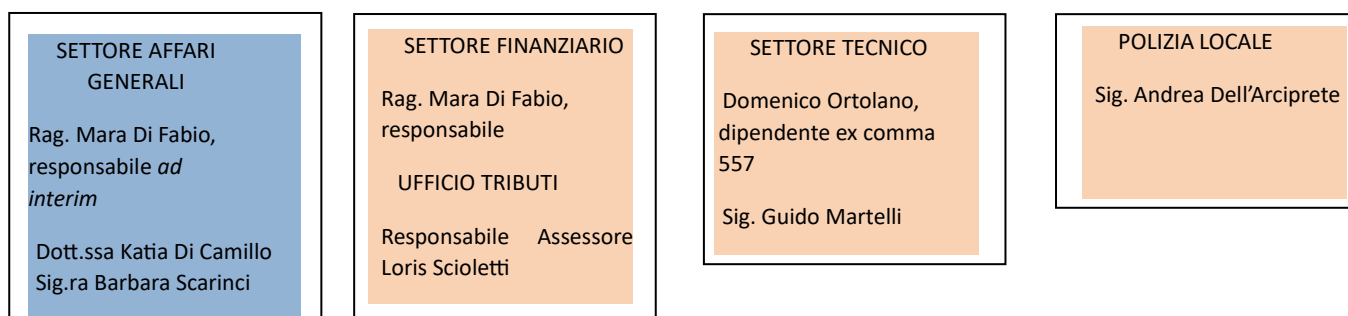 SETTORE AFFARI
GENERALI
Rag. Mara Di Fabio,
responsabile ad
interim
Dott.ssa Katia Di Camillo
Sig.ra Barbara Scarinci
SETTORE FINANZIARIO
Rag. Mara Di Fabio,
responsabile
UFFICIO TRIBUTI
Responsabile Assessore
Loris Scioletti
SETTORE TECNICO
Domenico Ortolano,
dipendente ex comma
557
Sig. Guido Martelli
POLIZIA LOCALE
Sig. Andrea Dell’Arciprete